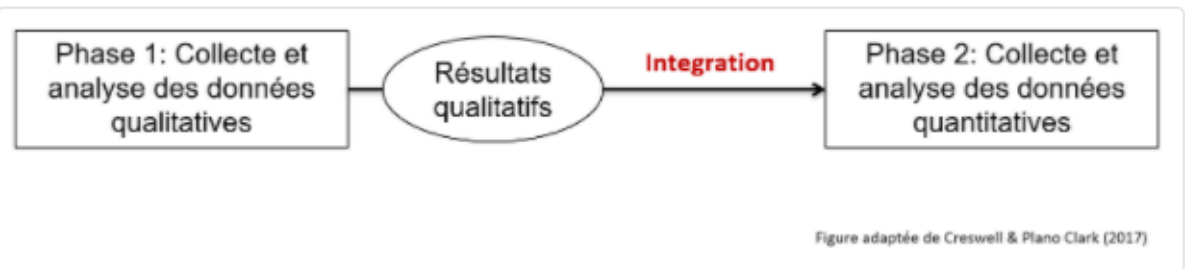 Phase 1: Collecte et
analyse des données
qualitatives
Résultats
qualitatifs
Integration
Phase 2: Collecte et
analyse des données
quantitatives
Figure adaptée de Creswell & Plano Clark (2017)